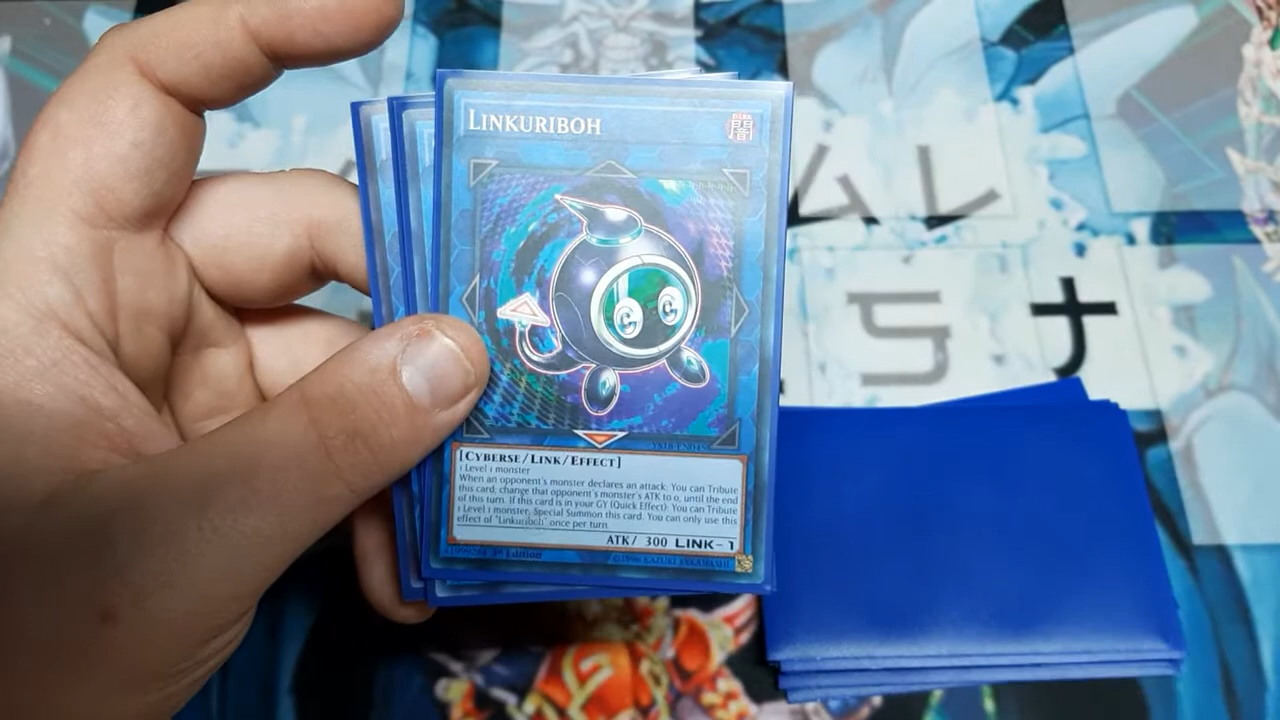 LINKURIBOH
DARK
闇
[CYBERSE/LINK/EFFECT]
1 Level 1 monster
When an opponent's monster declares an attack: You can Tribute
this card; change that opponent's monster's ATK to 0, until the end
of this turn. If this card is in your GY (Quick Effect): You can Tribute
1 Level 1 monster; Special Summon this card. You can only use this
effect of "Linkuriboh" once per turn.
ATK/ 300 LINK-1
1st Edition
©1996 KAZUKI TAKAHASHI